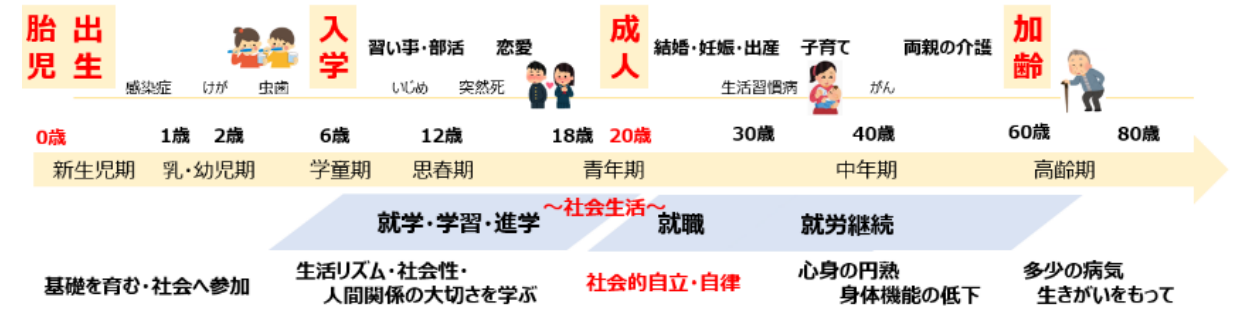 胎児
出生
入学
成人
加齢
習い事・部活
恋愛
結婚・妊娠・出産
子育て
両親の介護
感染症
けが
虫歯
いじめ
突然死
生活習慣病
がん
0歳
1歳
2歳
6歳
12歳
18歳
20歳
30歳
40歳
60歳
80歳
新生児期
乳・幼児期
学童期
思春期
青年期
中年期
高齢期
～社会生活～
就学・学習・進学
就職
就労継続
基礎を育む・社会へ参加
生活リズム・社会性・
人間関係の大切さを学ぶ
社会的自立・自律
心身の円熟
身体機能の低下
多少の病気
生きがいをもって